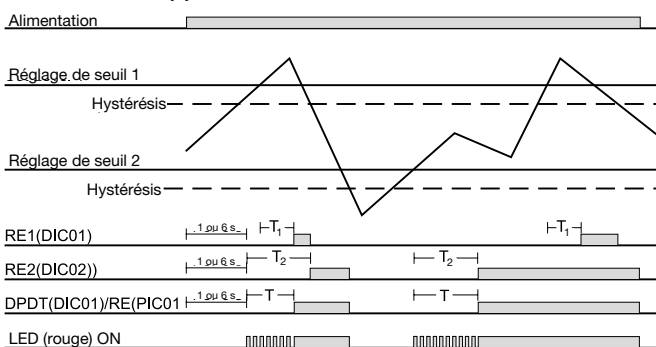 Alimentation
Réglage de seuil 1
Hystérésis
Réglage de seuil 2
Hystérésis
RE1(DIC01) 1 ou 6 s T1 T1
RE2(DIC02)) 1 ou 6 s T2 T2
DPDT(DIC01)/RE(PIC01 1 ou 6 s T T
LED (rouge) ON